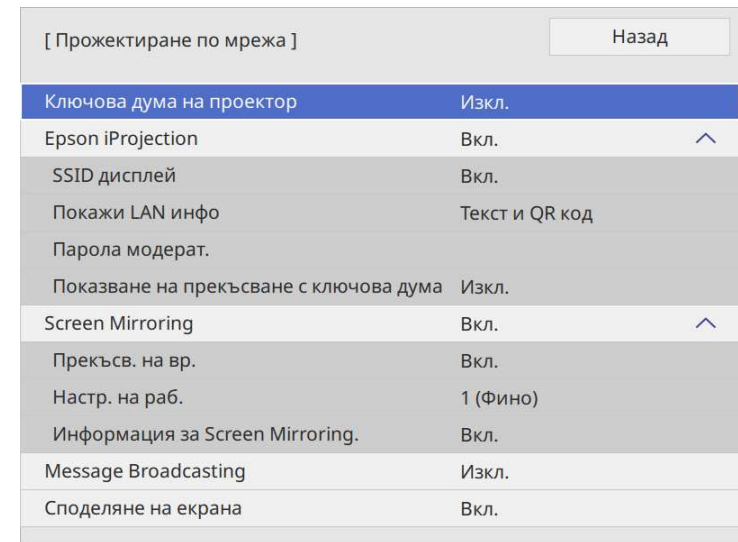 [ Прожектиране по мрежа ] Назад
Ключова дума на проектор Изкл.
Epson iProjection Вкл.
SSID дисплей Вкл.
Покажи LAN инфо Текст и QR код
Парола модерат.
Показване на прекъсване с ключова дума Изкл.
Screen Mirroring Вкл.
Прекъсв. на вр. Вкл.
Настр. на раб. 1 (Фино)
Информация за Screen Mirroring. Вкл.
Message Broadcasting Изкл.
Споделяне на екрана Вкл.